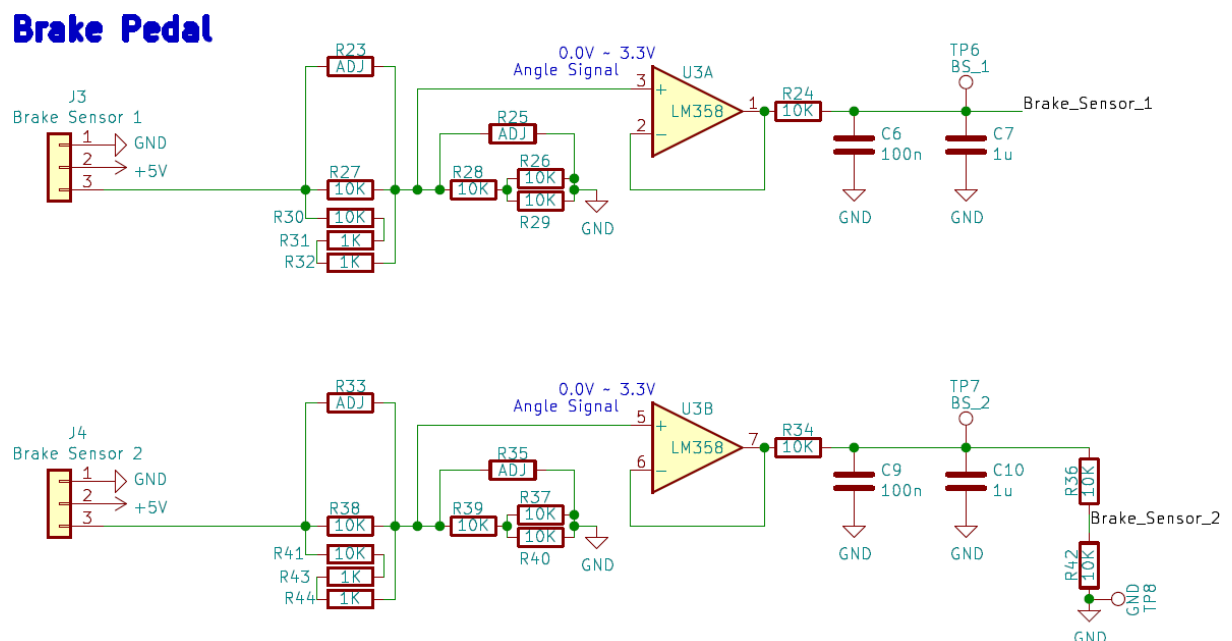 Brake Pedal
R23
ADJ
0.0V ~ 3.3V
Angle Signal
U3A
TP6
BS_1
J3
Brake Sensor 1
3
+
1
R24
10K
Brake_Sensor_1
LM358
2
−
1
GND
2
+5V
3
R25
ADJ
C6
100n
C7
1u
R27
10K
R28
10K
R26
10K
10K
R29
GND
GND
GND
R30
10K
R31
1K
R32
1K
R33
ADJ
0.0V ~ 3.3V
Angle Signal
U3B
TP7
BS_2
J4
Brake Sensor 2
5
+
7
R34
10K
LM358
6
−
1
GND
2
+5V
3
R35
ADJ
C9
100n
C10
1u
R36
10K
R38
10K
R39
10K
R37
10K
10K
R40
GND
GND
GND
Brake_Sensor_2
R41
10K
R43
1K
R44
1K
R42
10K
GND
TP8
GND